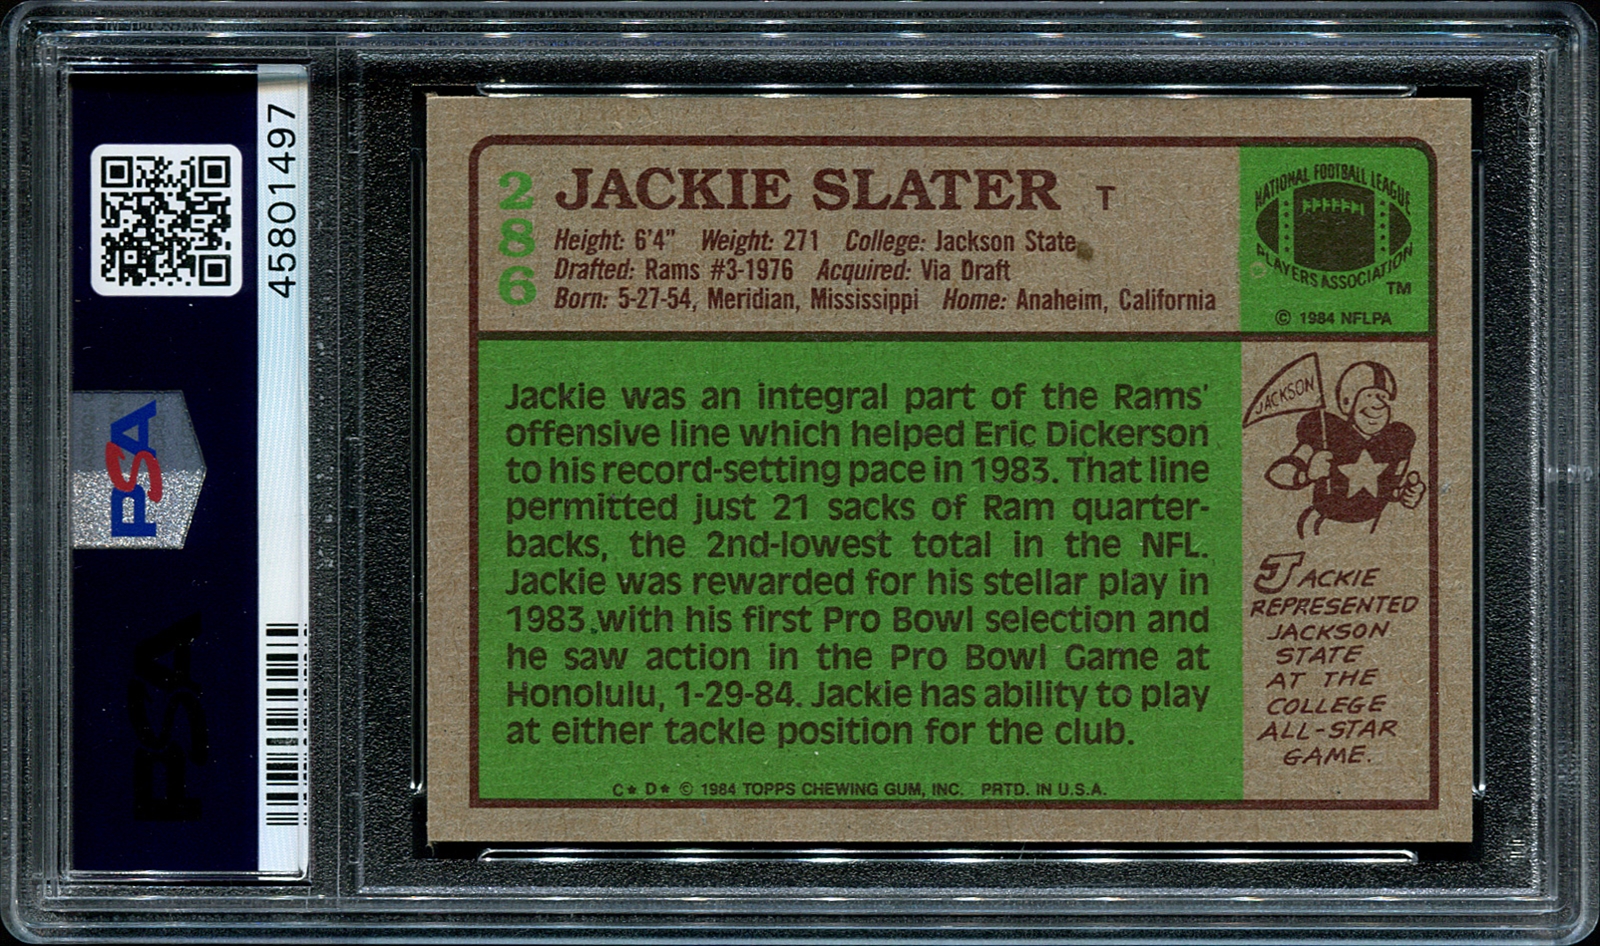 45801497
PSA
PSA
286
JACKIE SLATER T
Height: 6'4" Weight: 271 College: Jackson State
Drafted: Rams #3-1976 Acquired: Via Draft
Born: 5-27-54, Meridian, Mississippi Home: Anaheim, California
NATIONAL FOOTBALL LEAGUE
PLAYERS ASSOCIATION
TM
© 1984 NFLPA
Jackie was an integral part of the Rams'
offensive line which helped Eric Dickerson
to his record-setting pace in 1983. That line
permitted just 21 sacks of Ram quarter-
backs, the 2nd-lowest total in the NFL.
Jackie was rewarded for his stellar play in
1983 with his first Pro Bowl selection and
he saw action in the Pro Bowl Game at
Honolulu, 1-29-84. Jackie has ability to play
at either tackle position for the club.
C★ D★ © 1984 TOPPS CHEWING GUM, INC. PRTD. IN U.S.A.
JACKSON
JACKIE
REPRESENTED
JACKSON
STATE
AT THE
COLLEGE
ALL-STAR
GAME.